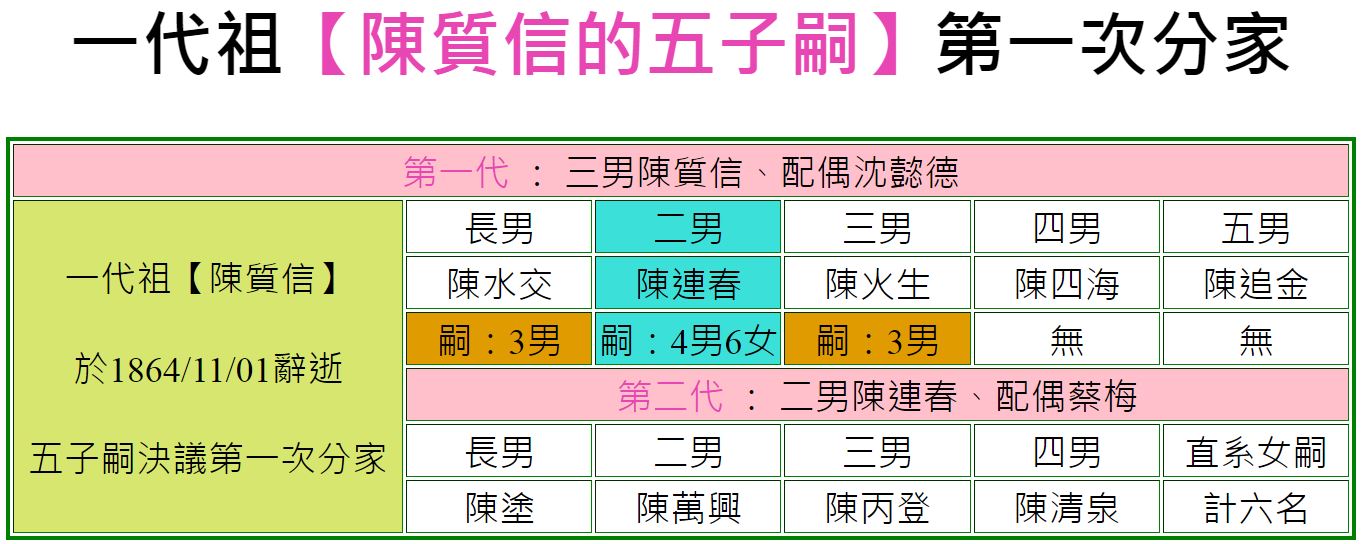 一代祖【陳質信的五子嗣】第一次分家
第一代 ： 三男陳質信、配偶沈懿德
一代祖【陳質信】
於1864/11/01辭逝
五子嗣決議第一次分家
長男 二男 三男 四男 五男
陳水交 陳連春 陳火生 陳四海 陳追金
嗣：3男 嗣：4男6女 嗣：3男 無 無
第二代 ： 二男陳連春、配偶蔡梅
長男 二男 三男 四男 直系女嗣
陳塗 陳萬興 陳丙登 陳清泉 計六名